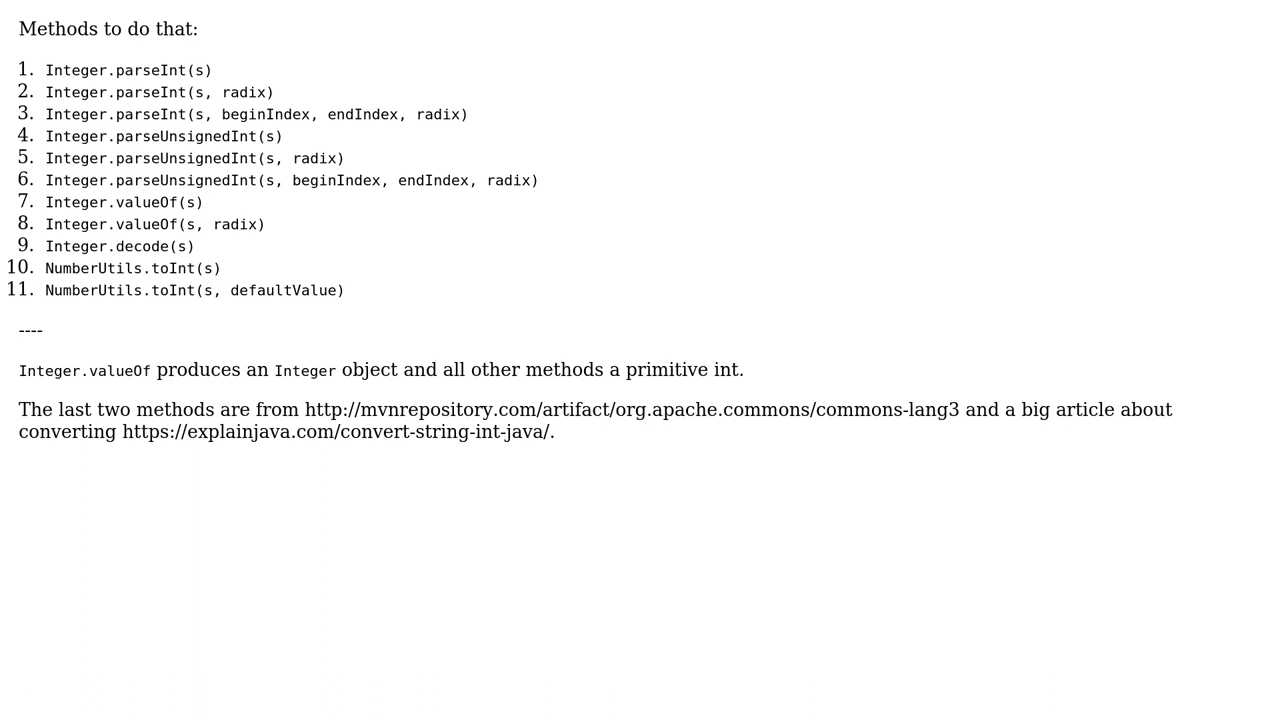 Methods to do that:
1. Integer.parseInt(s)
2. Integer.parseInt(s, radix)
3. Integer.parseInt(s, beginIndex, endIndex, radix)
4. Integer.parseUnsignedInt(s)
5. Integer.parseUnsignedInt(s, radix)
6. Integer.parseUnsignedInt(s, beginIndex, endIndex, radix)
7. Integer.valueOf(s)
8. Integer.valueOf(s, radix)
9. Integer.decode(s)
10. NumberUtils.toInt(s)
11. NumberUtils.toInt(s, defaultValue)
----
Integer.valueOf produces an Integer object and all other methods a primitive int.
The last two methods are from http://mvnrepository.com/artifact/org.apache.commons/commons-lang3 and a big article about
converting https://explainjava.com/convert-string-int-java/.